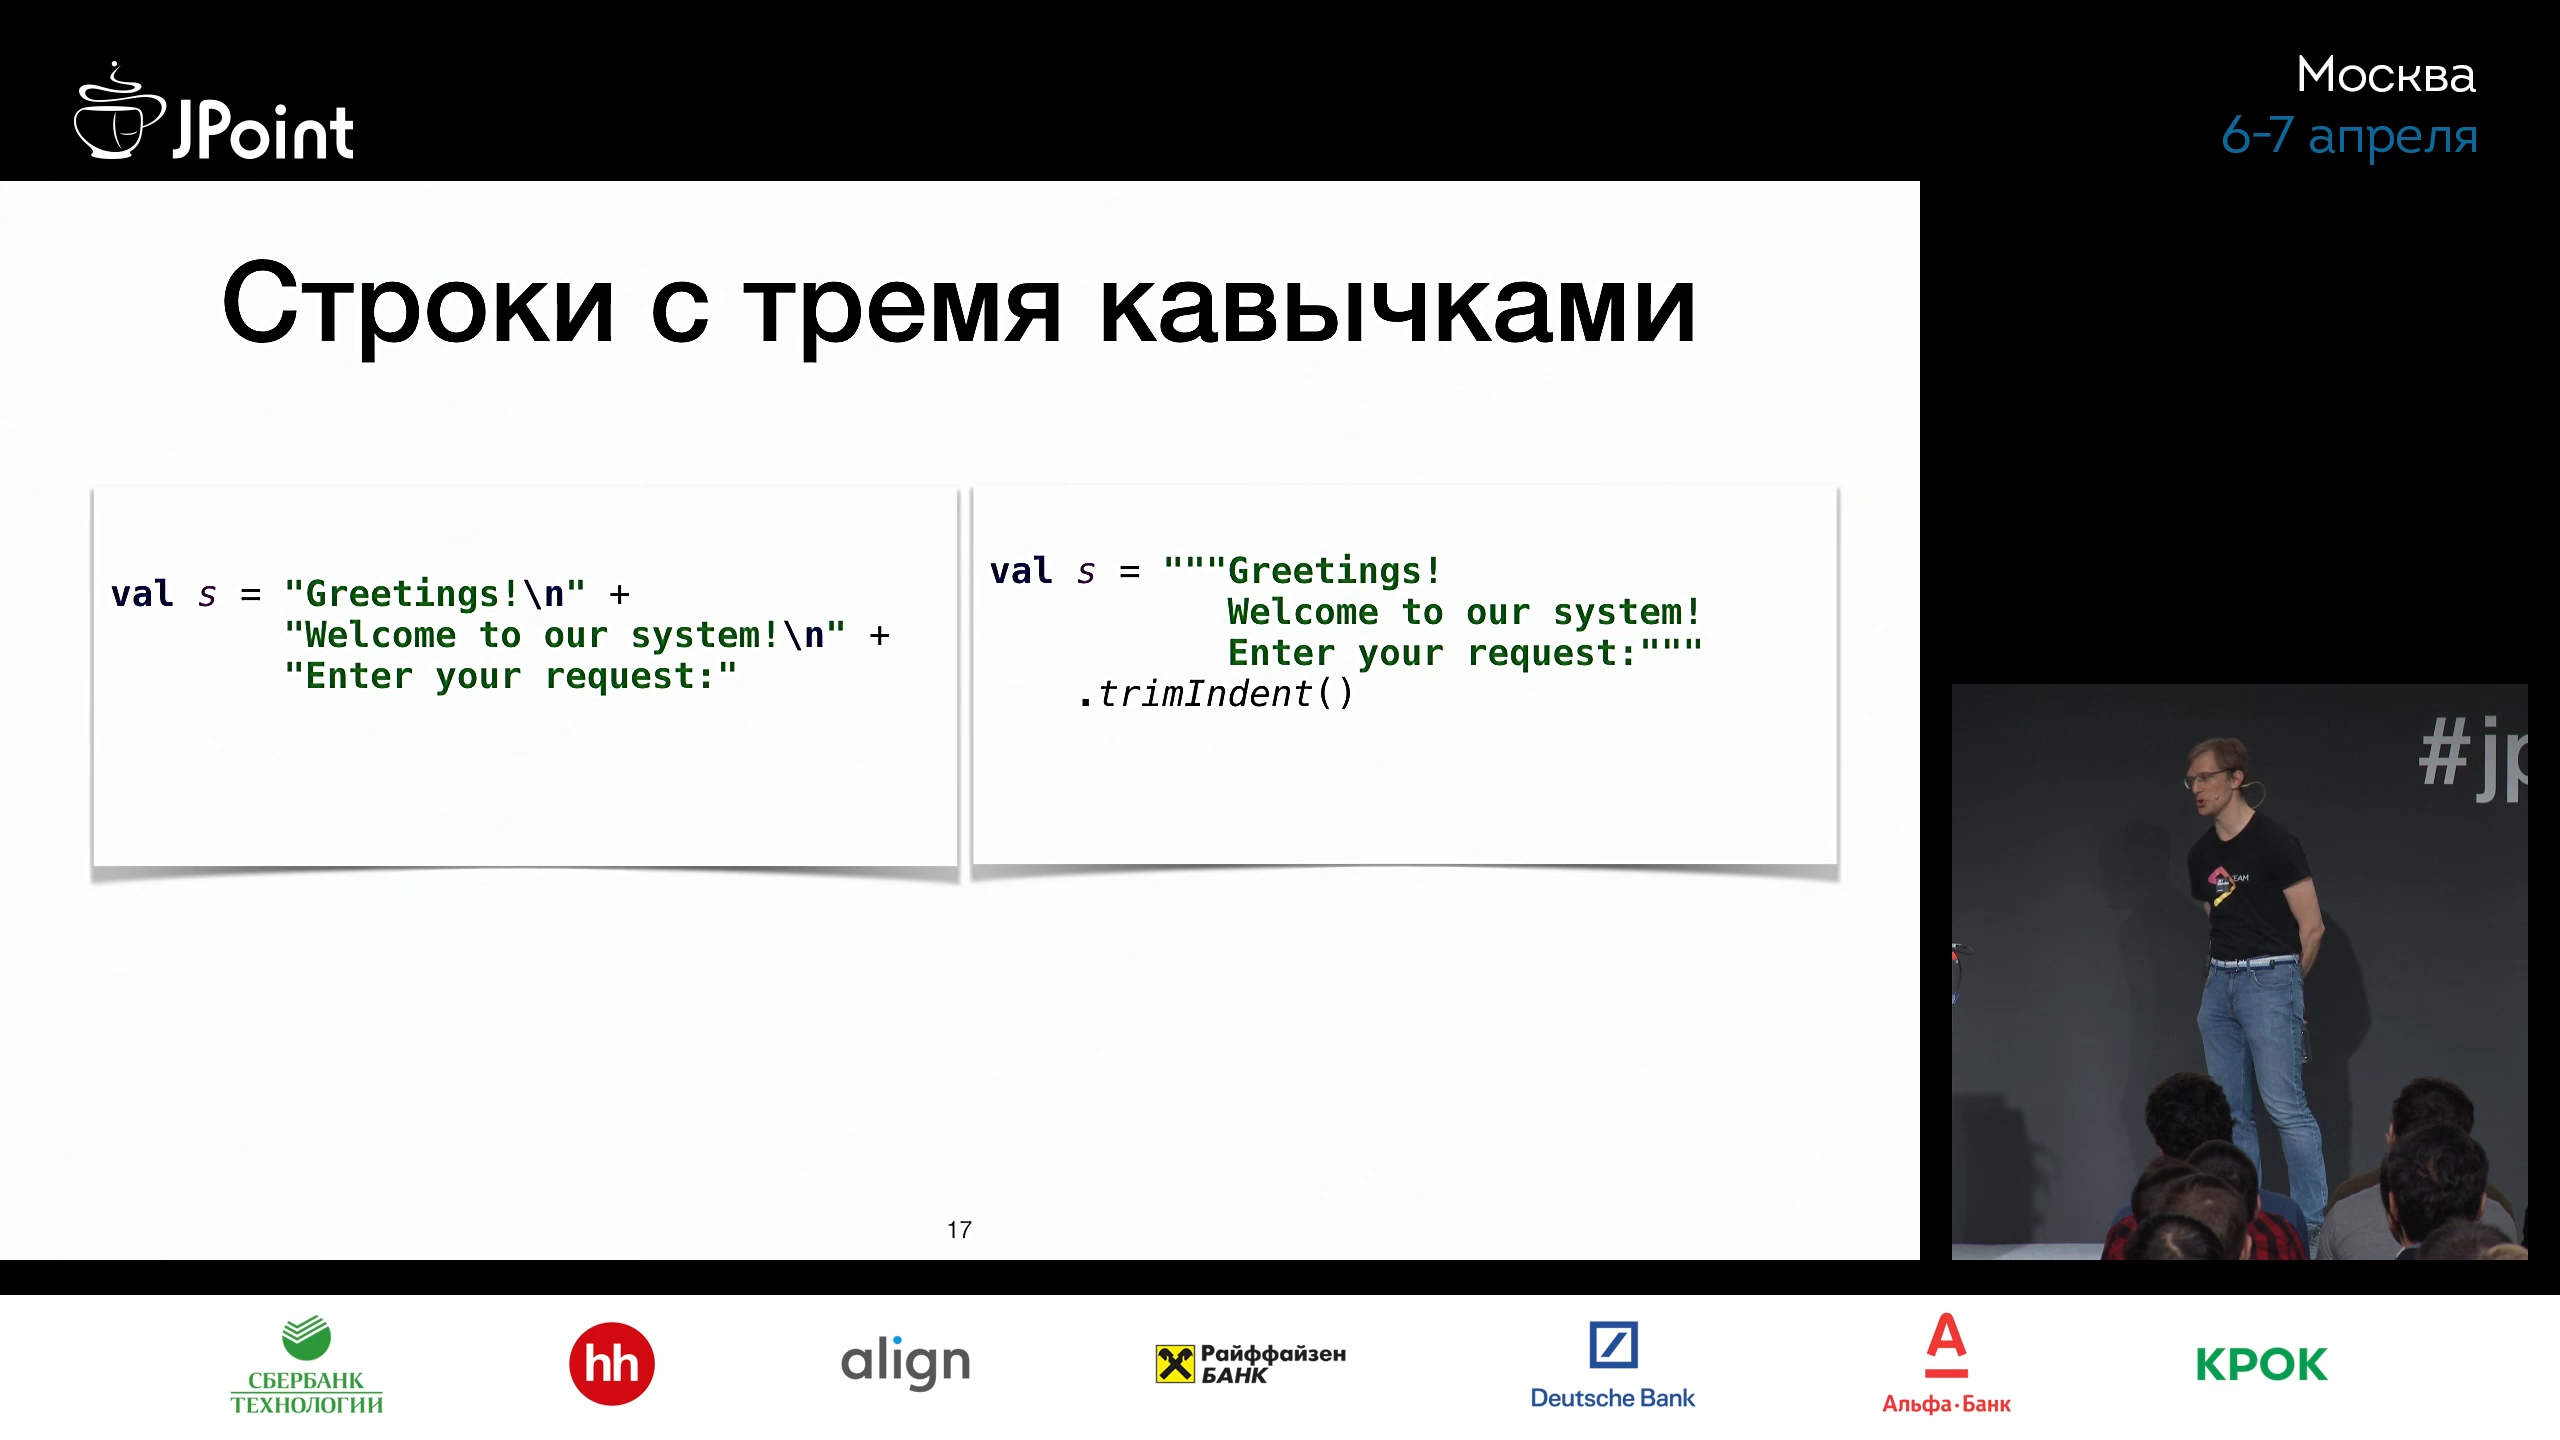 JPoint
Москва
6-7 апреля
Строки с тремя кавычками
val s = "Greetings!\n" +
"Welcome to our system!\n" +
"Enter your request:"
val s = """Greetings!
Welcome to our system!
Enter your request:"""
.trimIndent()
17
#jp
СБЕРБАНК
ТЕХНОЛОГИИ
hh
align
Райффайзен
БАНК
Deutsche Bank
Альфа·Банк
КРОК